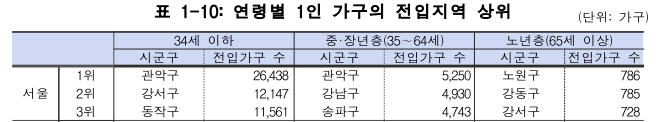 표 1-10: 연령별 1인 가구의 전입지역 상위
(단위: 가구)
34세 이하 중·장년층(35~64세) 노년층(65세 이상)
시군구 전입가구 수 시군구 전입가구 수 시군구 전입가구 수
서울 1위 관악구 26,438 관악구 5,250 노원구 786
2위 강서구 12,147 강남구 4,930 강동구 785
3위 동작구 11,561 송파구 4,743 강서구 728